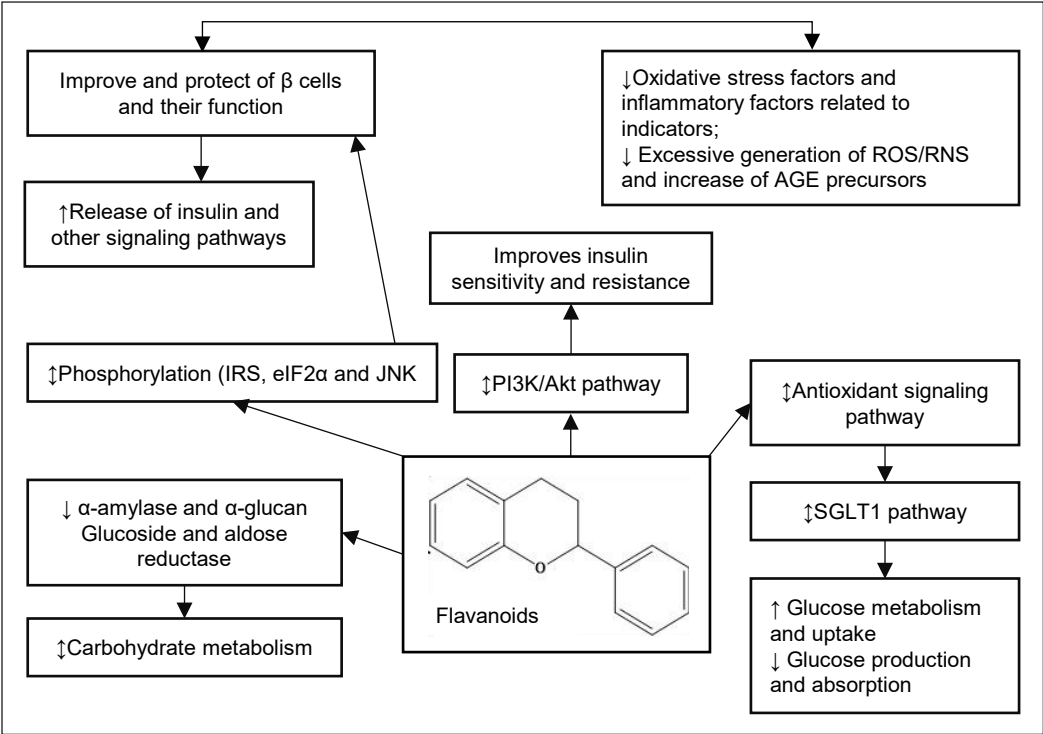 Improve and protect of β cells
and their function
↓Oxidative stress factors and
inflammatory factors related to
indicators;
↓ Excessive generation of ROS/RNS
and increase of AGE precursors
↑Release of insulin and
other signaling pathways
Improves insulin
sensitivity and resistance
↕Phosphorylation (IRS, eIF2α and JNK
↕PI3K/Akt pathway
↕Antioxidant signaling
pathway
↓ α-amylase and α-glucan
Glucoside and aldose
reductase
↕SGLT1 pathway
O
Flavanoids
↕Carbohydrate metabolism
↑ Glucose metabolism
and uptake
↓ Glucose production
and absorption